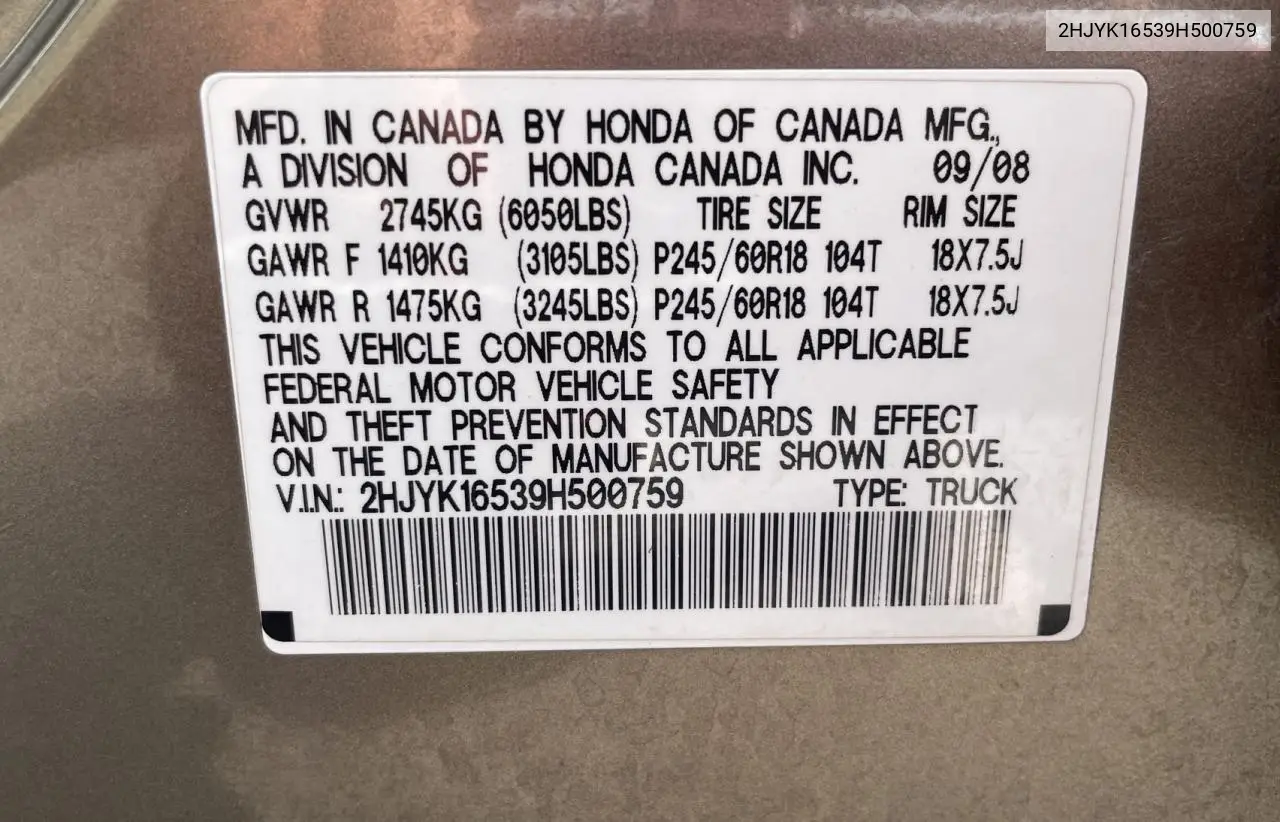 2HJYK16539H500759
MFD. IN CANADA BY HONDA OF CANADA MFG.,
A DIVISION OF HONDA CANADA INC. 09/08
GVWR 2745KG (6050LBS) TIRE SIZE RIM SIZE
GAWR F 1410KG (3105LBS) P245/60R18 104T 18X7.5J
GAWR R 1475KG (3245LBS) P245/60R18 104T 18X7.5J
THIS VEHICLE CONFORMS TO ALL APPLICABLE
FEDERAL MOTOR VEHICLE SAFETY
AND THEFT PREVENTION STANDARDS IN EFFECT
ON THE DATE OF MANUFACTURE SHOWN ABOVE.
V.I.N.: 2HJYK16539H500759 TYPE: TRUCK